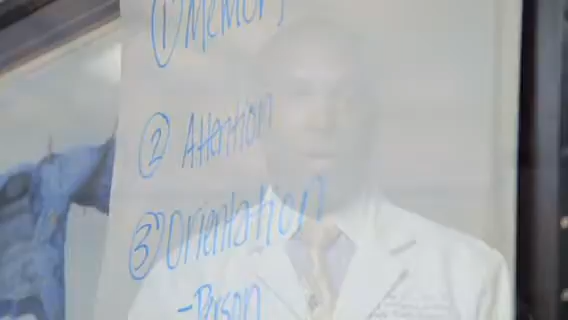 ① Memory
② Attention
③ Orientation
- Person